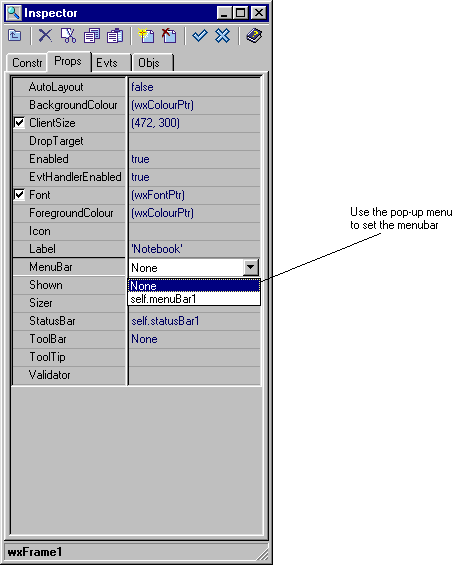 Inspector
Constr Props Evts Objs
AutoLayout false
BackgroundColour (wxColourPtr)
ClientSize (472, 300)
DropTarget
Enabled true
EvtHandlerEnabled true
Font (wxFontPtr)
ForegroundColour (wxColourPtr)
Icon
Label 'Notebook'
MenuBar None
Shown None
Sizer self.menuBar1
StatusBar self.statusBar1
ToolBar None
ToolTip
Validator
wxFrame1
Use the pop-up menu
to set the menubar